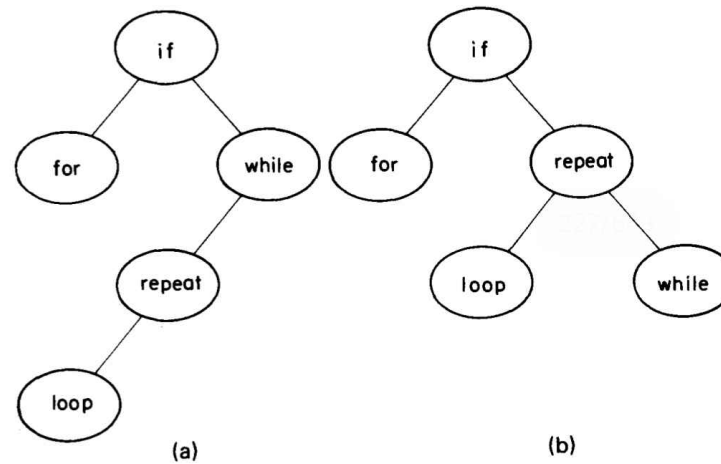 if
for
while
repeat
loop
(a)
if
for
repeat
loop
while
(b)